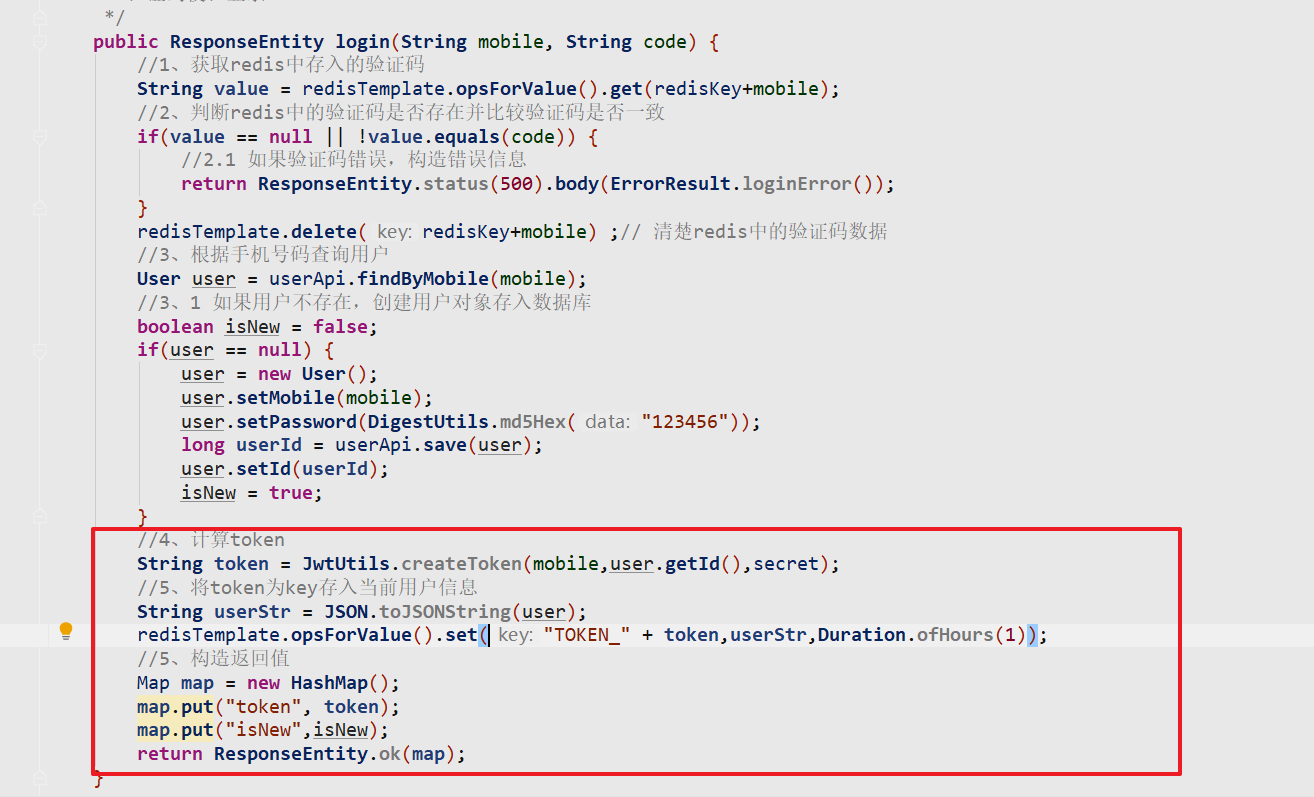 */
public ResponseEntity login(String mobile, String code) {
//1、获取redis中存入的验证码
String value = redisTemplate.opsForValue().get(redisKey+mobile);
//2、判断redis中的验证码是否存在并比较验证码是否一致
if(value == null || !value.equals(code)) {
//2.1 如果验证码错误，构造错误信息
return ResponseEntity.status(500).body(ErrorResult.loginError());
}
redisTemplate.delete( key: redisKey+mobile) ;// 清楚redis中的验证码数据
//3、根据手机号码查询用户
User user = userApi.findByMobile(mobile);
//3、1 如果用户不存在，创建用户对象存入数据库
boolean isNew = false;
if(user == null) {
user = new User();
user.setMobile(mobile);
user.setPassword(DigestUtils.md5Hex( data: "123456"));
long userId = userApi.save(user);
user.setId(userId);
isNew = true;
}
//4、计算token
String token = JwtUtils.createToken(mobile,user.getId(),secret);
//5、将token为key存入当前用户信息
String userStr = JSON.toJSONString(user);
redisTemplate.opsForValue().set( key: "TOKEN_" + token,userStr,Duration.ofHours(1));
//5、构造返回值
Map map = new HashMap();
map.put("token", token);
map.put("isNew",isNew);
return ResponseEntity.ok(map);
}